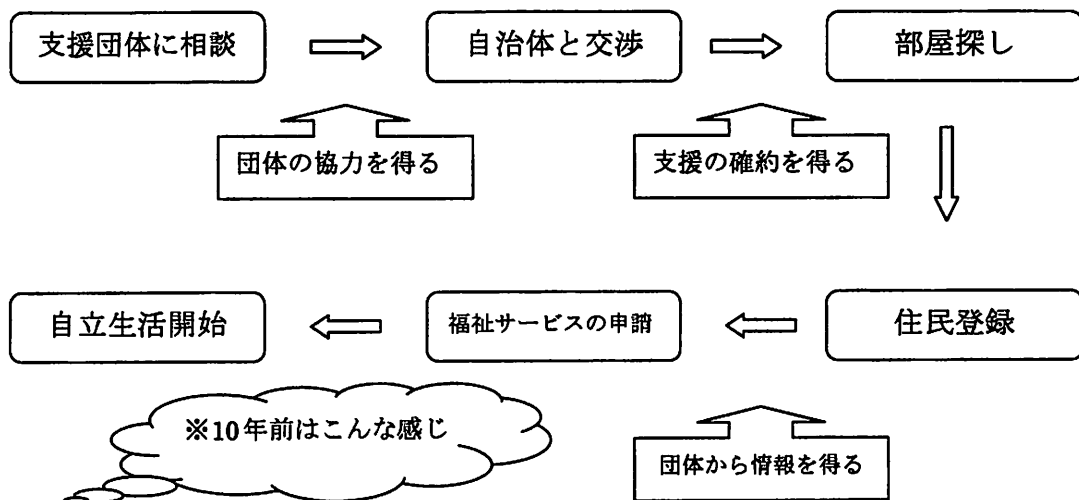 支援団体に相談
自治体と交渉
部屋探し
団体の協力を得る
支援の確約を得る
自立生活開始
福祉サービスの申請
住民登録
※10年前はこんな感じ
団体から情報を得る